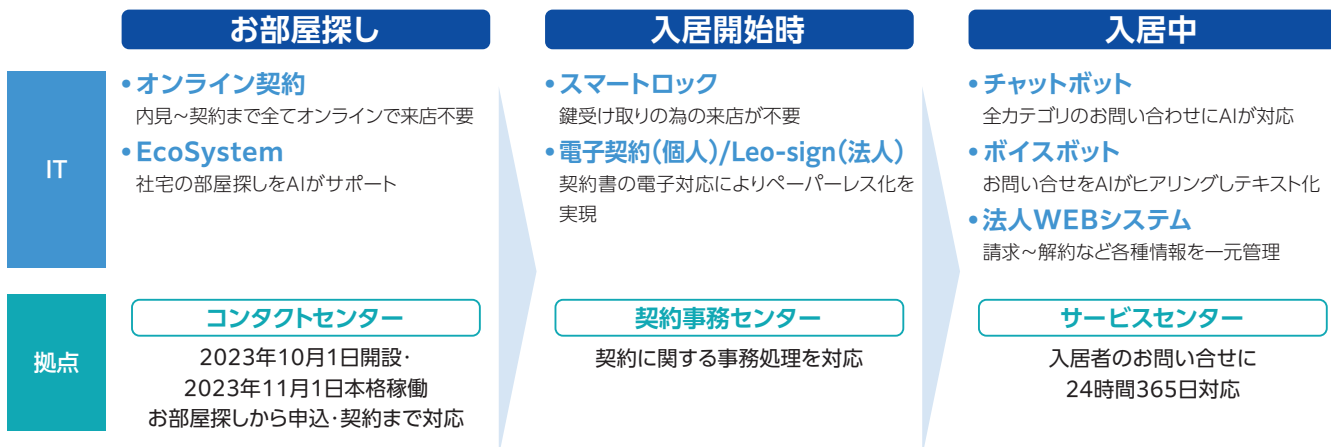 お部屋探し
入居開始時
入居中
IT
•オンライン契約
内見~契約まで全てオンラインで来店不要
•EcoSystem
社宅の部屋探しをAIがサポート
•スマートロック
鍵受け取りの為の来店が不要
•電子契約(個人)/Leo-sign(法人)
契約書の電子対応によりペーパーレス化を
実現
•チャットボット
全カテゴリのお問い合わせにAIが対応
•ボイスボット
お問い合せをAIがヒアリングしテキスト化
•法人WEBシステム
請求~解約など各種情報を一元管理
拠点
コンタクトセンター
2023年10月1日開設・
2023年11月1日本格稼働
お部屋探しから申込・契約まで対応
契約事務センター
契約に関する事務処理を対応
サービスセンター
入居者のお問い合せに
24時間365日対応